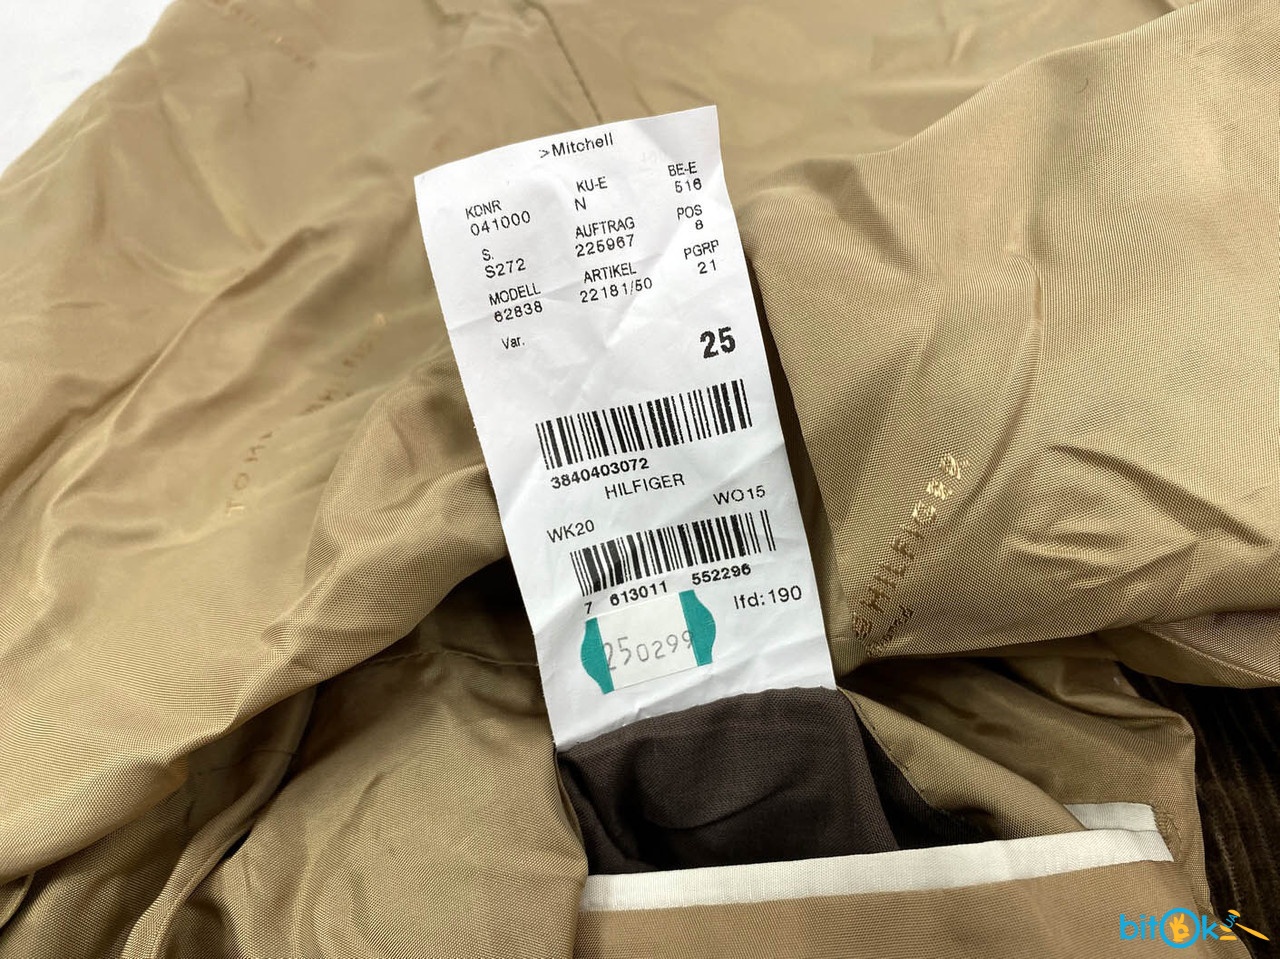 >Mitchell
KDNR KU-E BE-E
041000 N 516
S. AUFTRAG POS
S272 225967 8
MODELL ARTIKEL PGRP
62838 22181/50 21
Var.
25
3840403072
HILFIGER
WK20 WO15
7 613011 552296
lfd:190
250299
HILFIGER
bitOk